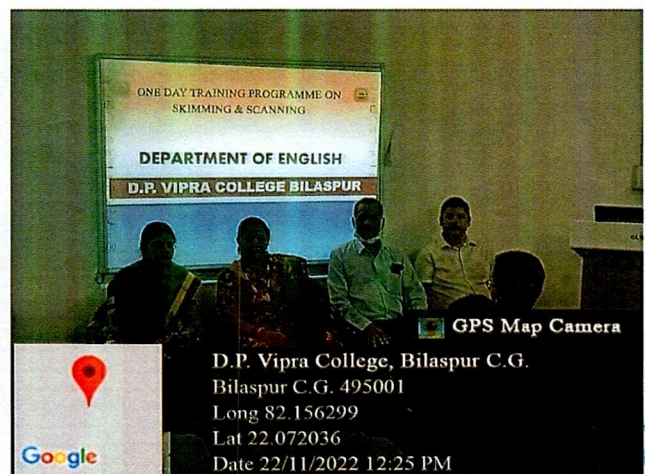 ONE DAY TRAINING PROGRAMME ON
SKIMMING & SCANNING
DEPARTMENT OF ENGLISH
D.P. VIPRA COLLEGE BILASPUR
GPS Map Camera
D.P. Vipra College, Bilaspur C.G.
Bilaspur C.G. 495001
Long 82.156299
Lat 22.072036
Date 22/11/2022 12:25 PM
Google